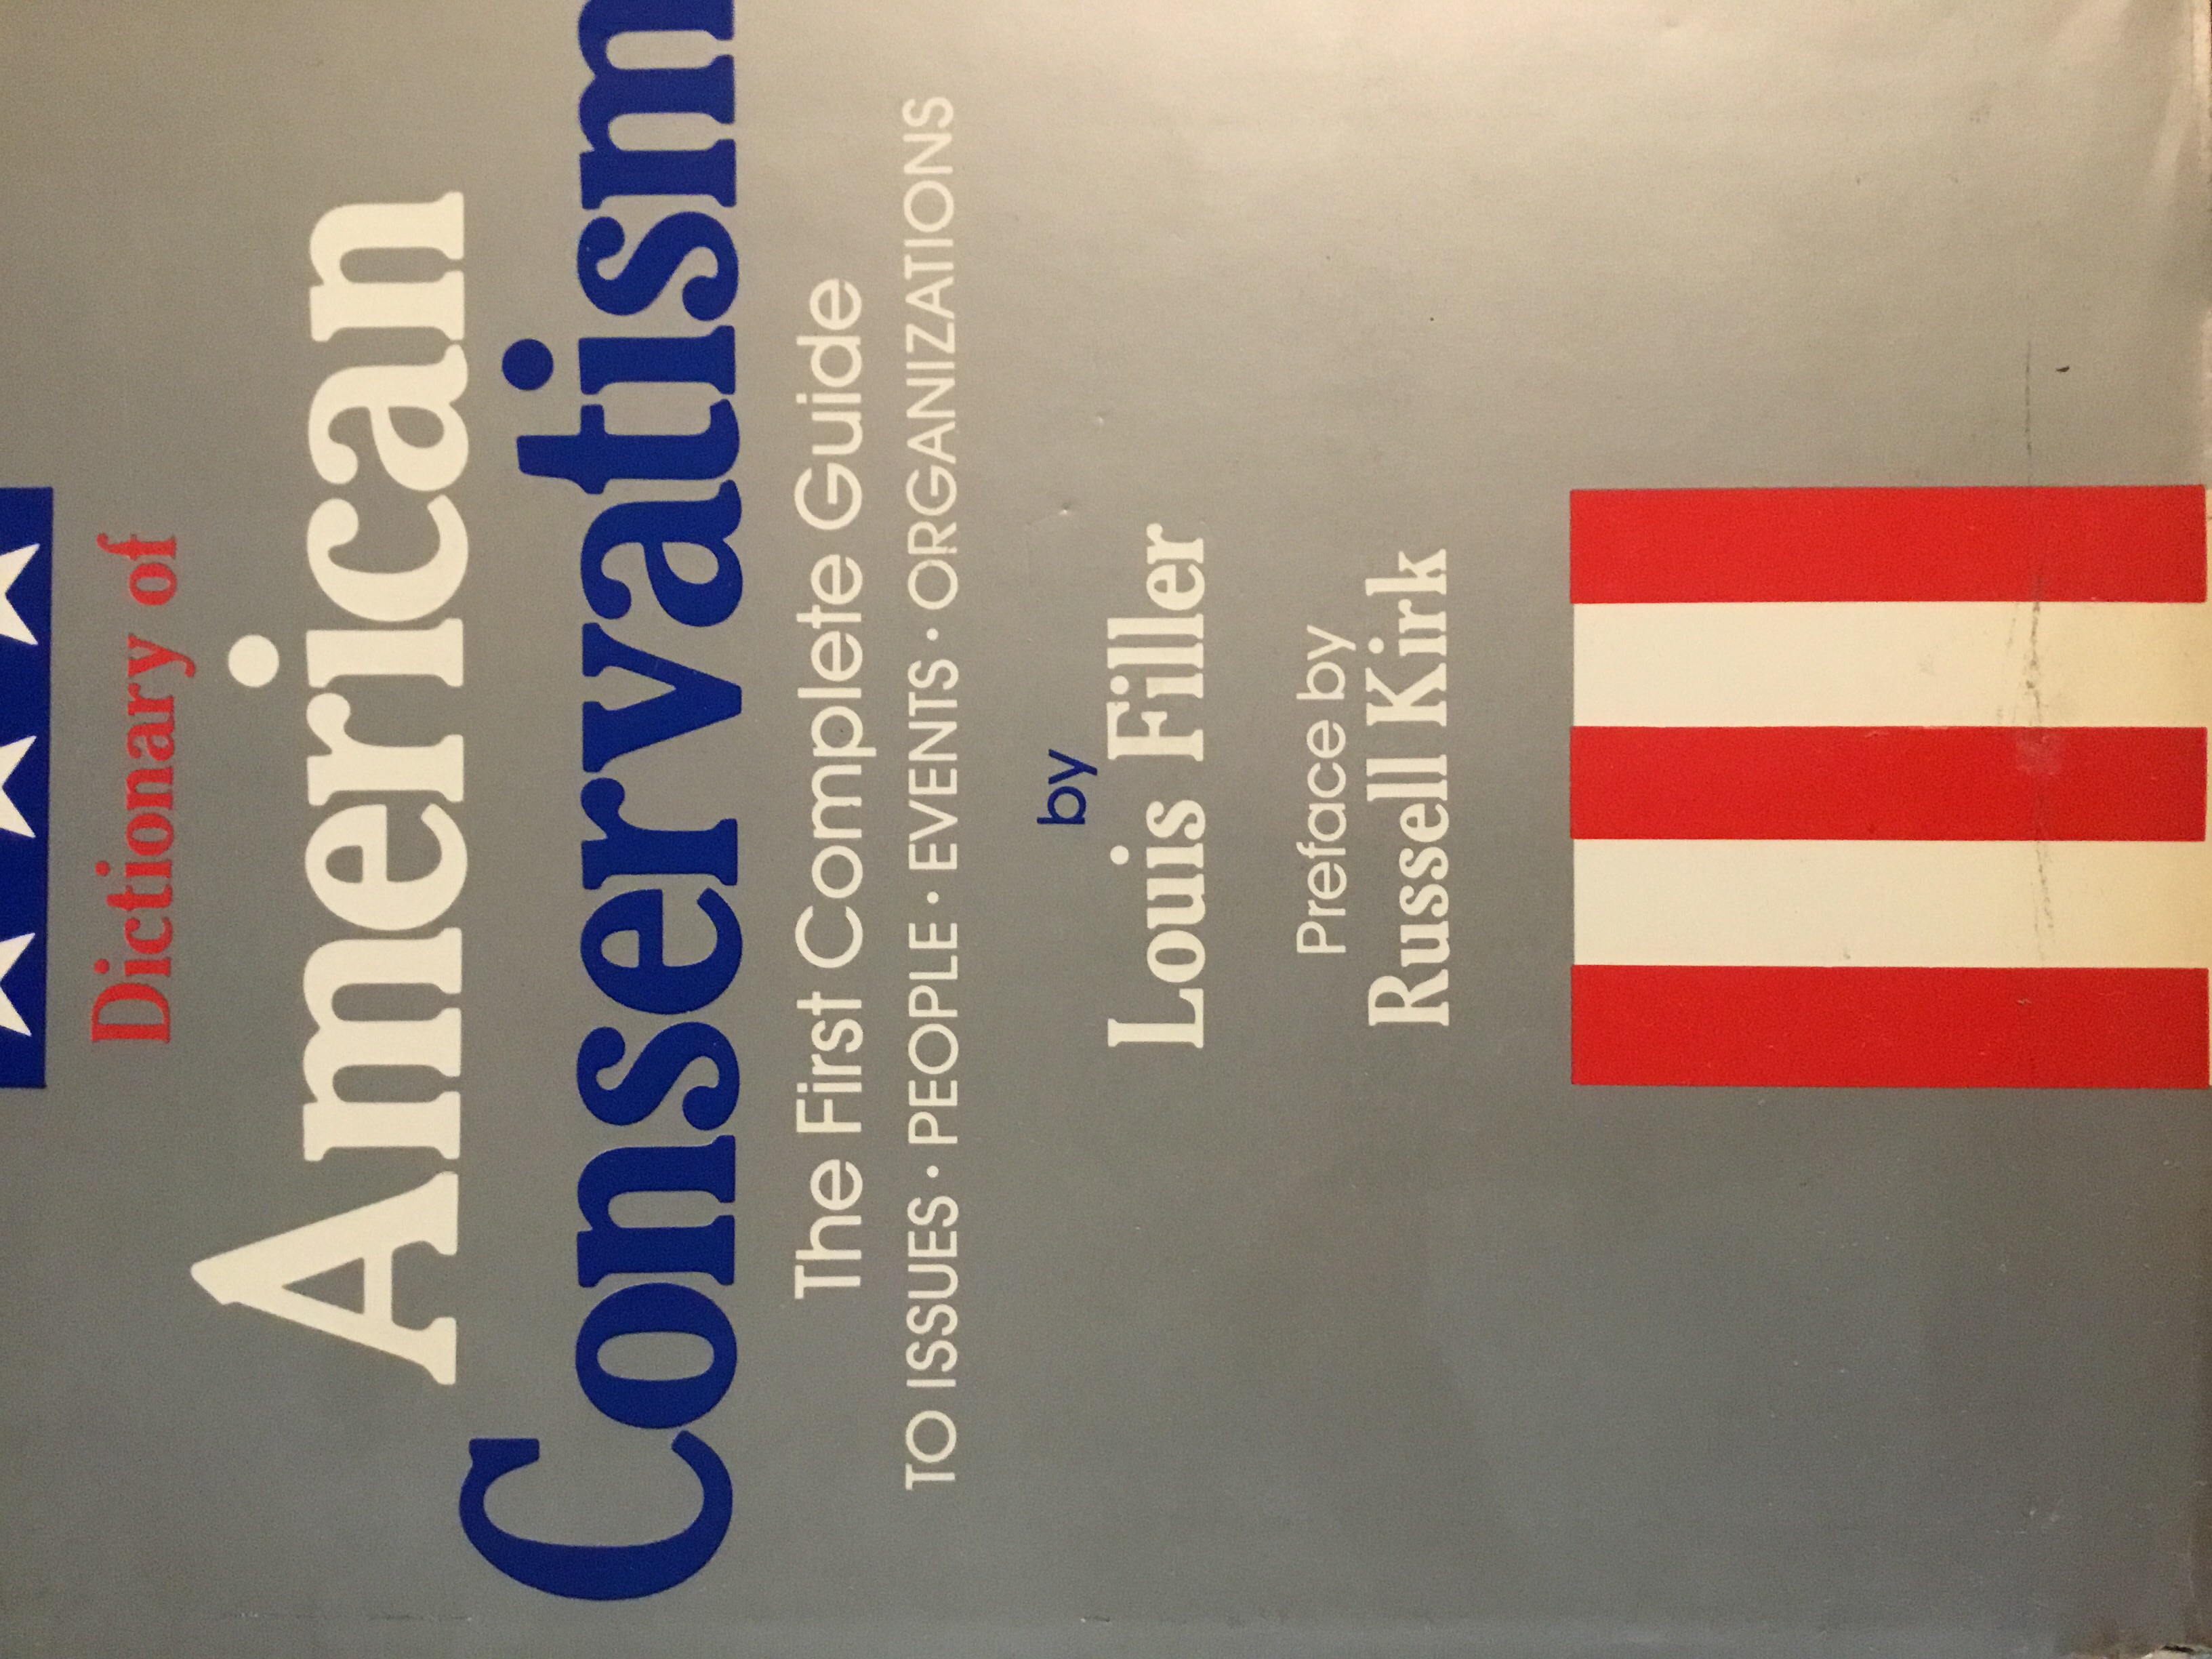 Dictionary of
American
Conservatism
The First Complete Guide
TO ISSUES • PEOPLE • EVENTS • ORGANIZATIONS
by
Louis Filler
Preface by
Russell Kirk